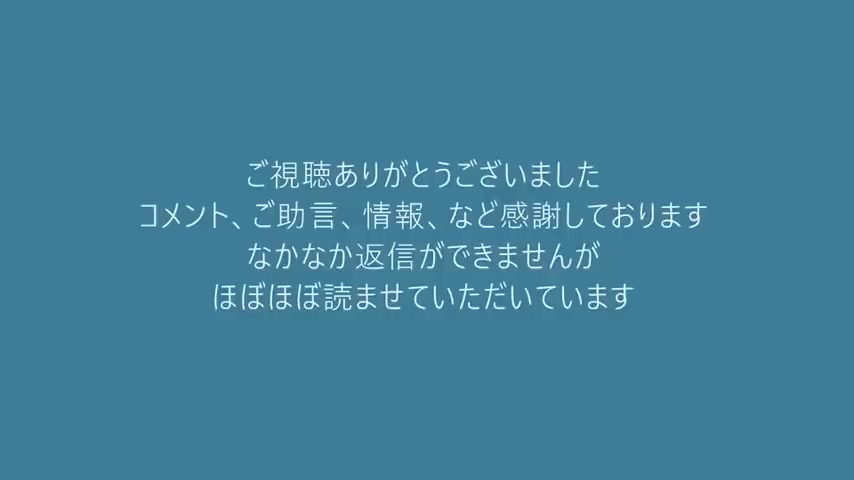 ご視聴ありがとうございました
コメント、ご助言、情報、など感謝しております
なかなか返信ができませんが
ほぼほぼ読ませていただいています